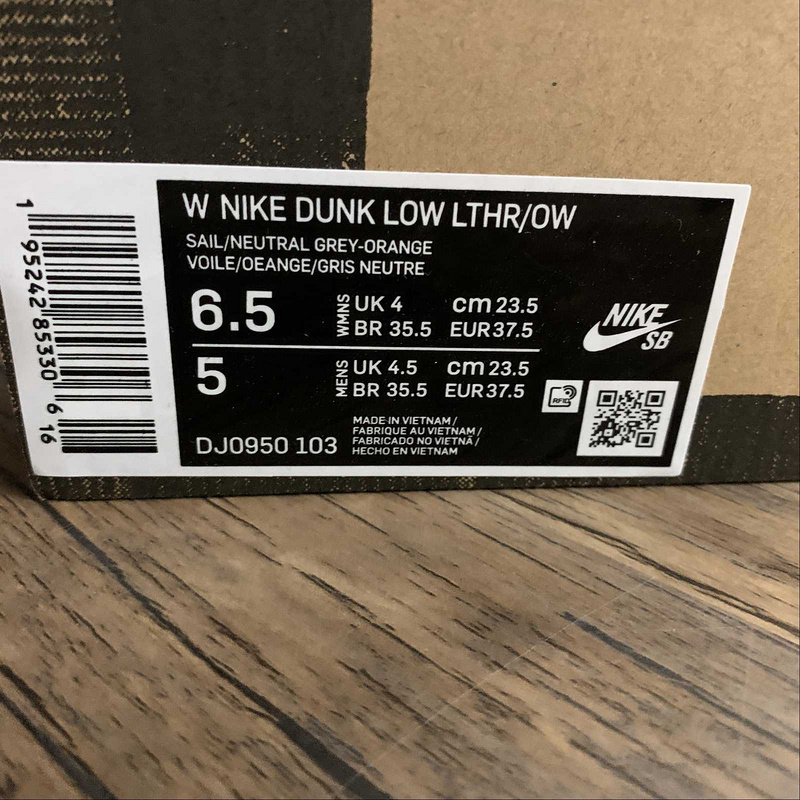 W NIKE DUNK LOW LTHR/OW
SAIL/NEUTRAL GREY-ORANGE
VOILE/OEANGE/GRIS NEUTRE
6.5 WMNS UK 4 cm 23.5
BR 35.5 EUR 37.5
5 MENS UK 4.5 cm 23.5
BR 35.5 EUR 37.5
DJ0950 103
MADE IN VIETNAM /
FABRIQUE AU VIETNAM /
FABRICADO NO VIETNÃ /
HECHO EN VIETNAM
RFID
NIKE
SB
1 95242 85330 6 16